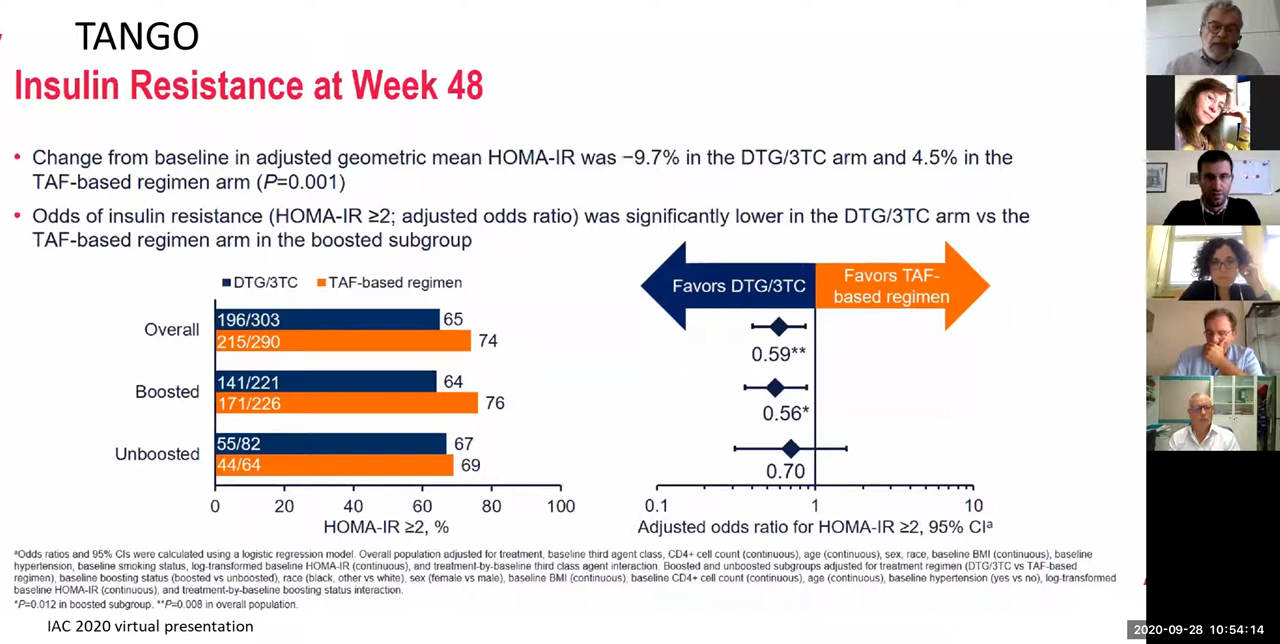 TANGO
Insulin Resistance at Week 48
• Change from baseline in adjusted geometric mean HOMA-IR was −9.7% in the DTG/3TC arm and 4.5% in the
TAF-based regimen arm (P=0.001)
• Odds of insulin resistance (HOMA-IR ≥2; adjusted odds ratio) was significantly lower in the DTG/3TC arm vs the
TAF-based regimen arm in the boosted subgroup
DTG/3TC TAF-based regimen
Overall
196/303 65
215/290 74
Boosted
141/221 64
171/226 76
Unboosted
55/82 67
44/64 69
0 20 40 60 80 100
HOMA-IR ≥2, %
Favors DTG/3TC
Favors TAF-
based regimen
0.59**
0.56*
0.70
0.1 1 10
Adjusted odds ratio for HOMA-IR ≥2, 95% CIa
aOdds ratios and 95% CIs were calculated using a logistic regression model. Overall population adjusted for treatment, baseline third agent class, CD4+ cell count (continuous), age (continuous), sex, race, baseline BMI (continuous), baseline
hypertension, baseline smoking status, log-transformed baseline HOMA-IR (continuous), and treatment-by-baseline third class agent interaction. Boosted and unboosted subgroups adjusted for treatment regimen (DTG/3TC vs TAF-based
regimen), baseline boosting status (boosted vs unboosted), race (black, other vs white), sex (female vs male), baseline BMI (continuous), baseline CD4+ cell count (continuous), age (continuous), baseline hypertension (yes vs no), log-transformed
baseline HOMA-IR (continuous), and treatment-by-baseline boosting status interaction.
*P=0.012 in boosted subgroup. **P=0.008 in overall population.
IAC 2020 virtual presentation
2020-09-28 10:54:14